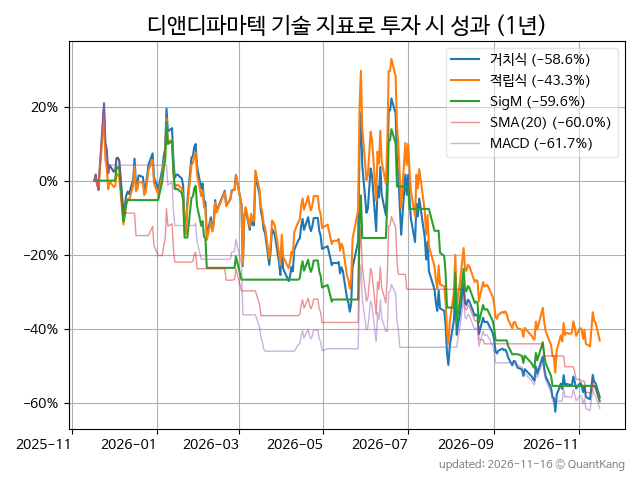 디앤디파마텍 기술 지표로 투자 시 성과 (1년)
거치식 (−58.6%)
적립식 (−43.3%)
SigM (−59.6%)
SMA(20) (−60.0%)
MACD (−61.7%)
20%
0%
−20%
−40%
−60%
2025-11 2026-01 2026-03 2026-05 2026-07 2026-09 2026-11
updated: 2026-11-16 © QuantKang